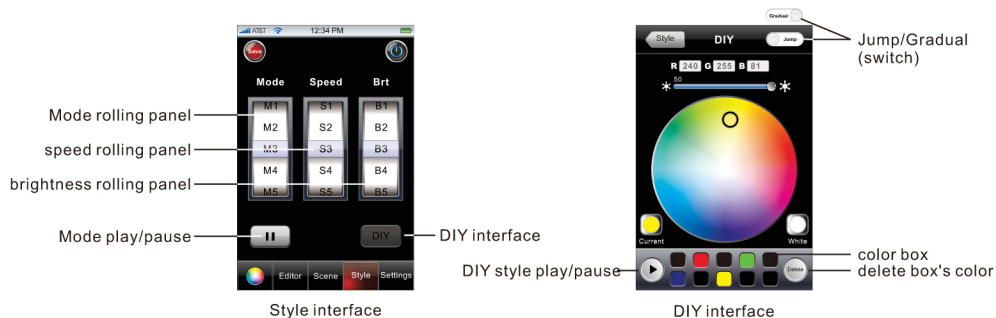 AT&T 12:34 PM
Save
Mode Speed Brt
M1 S1 B1
M2 S2 B2
M3 S3 B3
M4 S4 B4
M5 S5 B5
DIY
Editor Scene Style Settings
Mode rolling panel
speed rolling panel
brightness rolling panel
Mode play/pause
DIY interface
Style interface
Gradual
Style DIY Jump
Jump/Gradual
(switch)
R 240 G 255 B 81
50
Current White
Delete
DIY style play/pause
color box
delete box's color
DIY interface